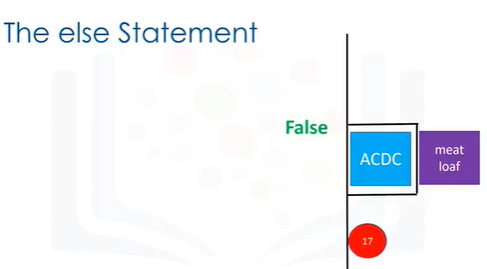 The else Statement
False
ACDC
meat
loaf
17